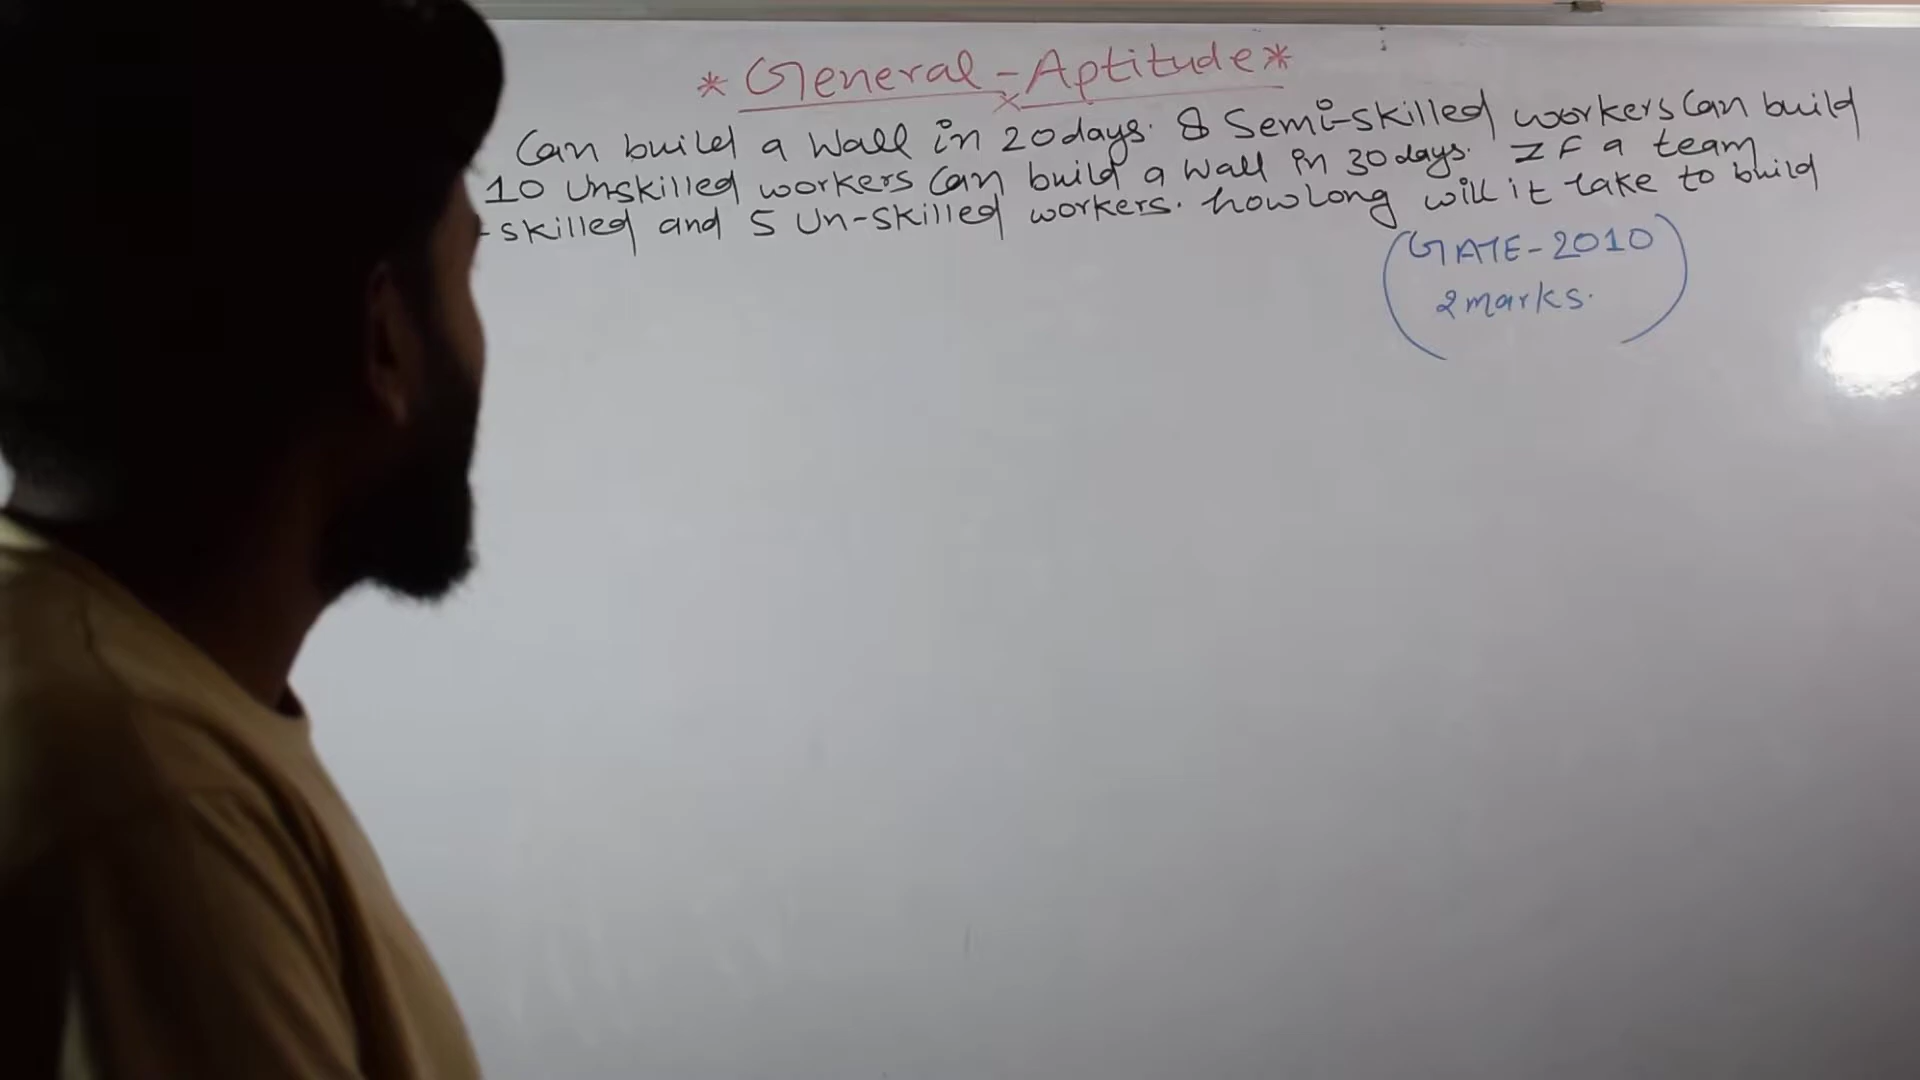 * General - Aptitude *
Can build a wall in 20 days. 8 Semi-skilled workers Can build
10 Unskilled workers Can build a wall in 30 days. IF a team
-skilled and 5 Un-skilled workers. how long will it take to build
(GATE-2010
2 marks.)